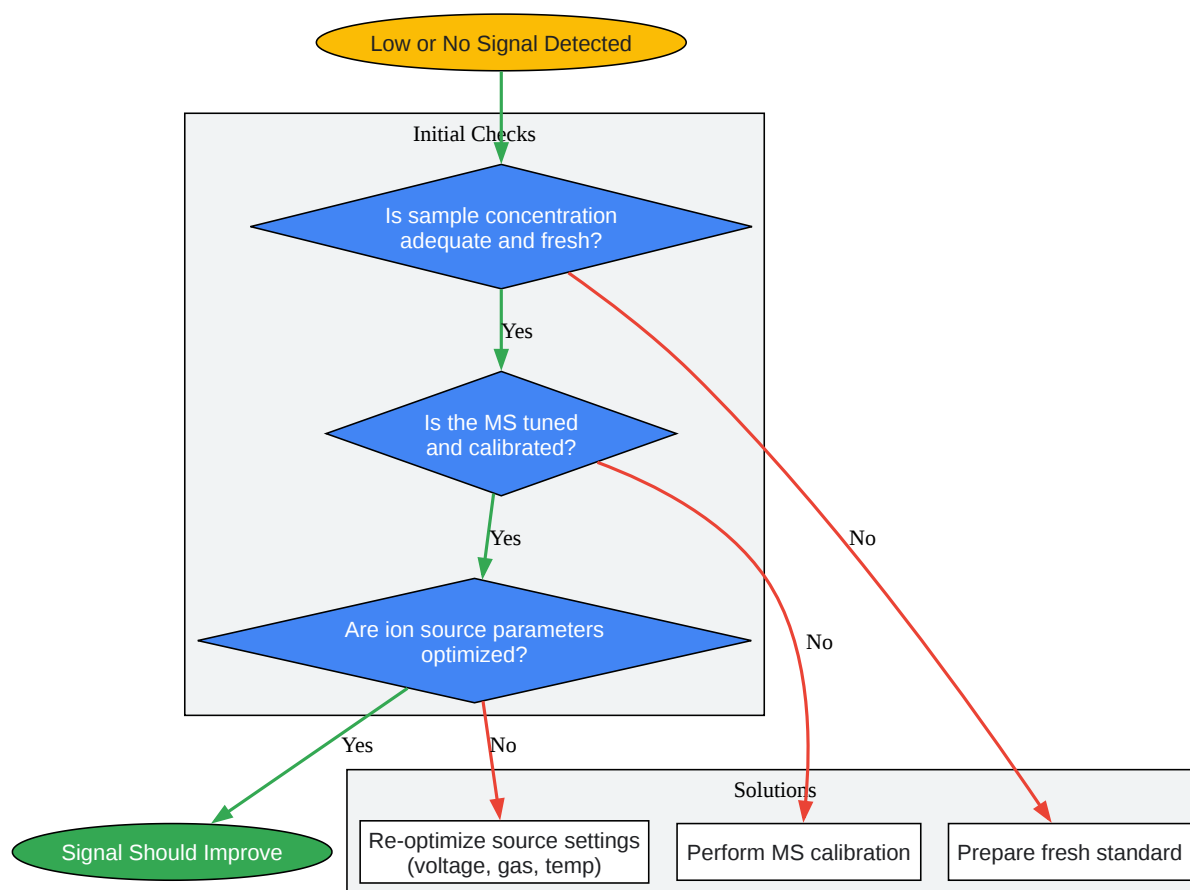 Low or No Signal Detected
Initial Checks
Is sample concentration
adequate and fresh?
Yes
Is the MS tuned
and calibrated?
Yes
No
Are ion source parameters
optimized?
No
Yes
No
Solutions
Signal Should Improve
Re-optimize source settings
(voltage, gas, temp)
Perform MS calibration
Prepare fresh standard